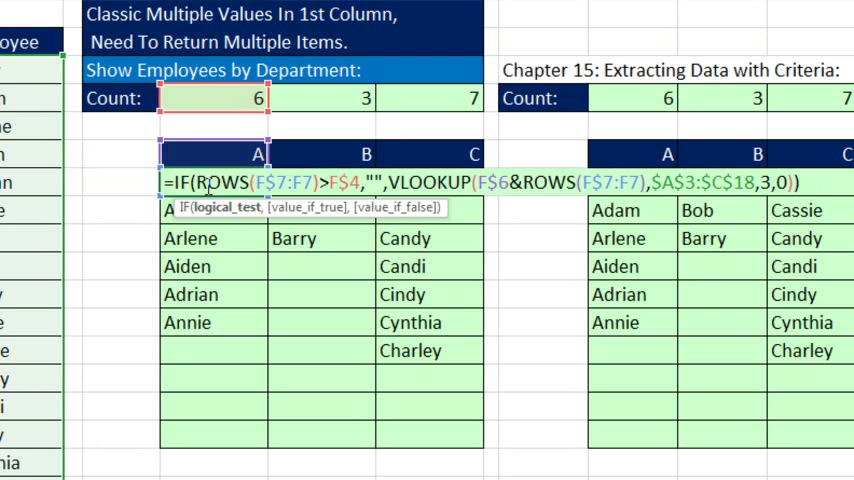 Classic Multiple Values In 1st Column,
Need To Return Multiple Items.
oyee
Show Employees by Department:
Chapter 15: Extracting Data with Criteria:
Count: 6 3 7
Count: 6 3 7
A B C
A B C
=IF(ROWS(F$7:F7)>F$4,"",VLOOKUP(F$6&ROWS(F$7:F7),$A$3:$C$18,3,0))
IF(logical_test, [value_if_true], [value_if_false])
A
Adam Bob Cassie
Arlene Barry Candy
Arlene Barry Candy
Aiden Candi
Aiden Candi
Adrian Cindy
Adrian Cindy
Annie Cynthia
Annie Cynthia
Charley
Charley